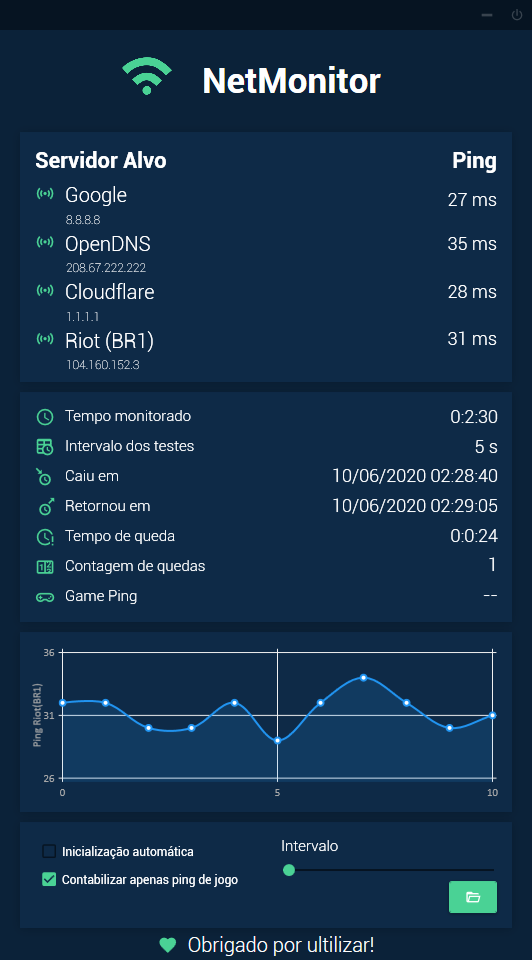 NetMonitor
Servidor Alvo Ping
Google 27 ms
8.8.8.8
OpenDNS 35 ms
208.67.222.222
Cloudflare 28 ms
1.1.1.1
Riot (BR1) 31 ms
104.160.152.3
Tempo monitorado 0:2:30
Intervalo dos testes 5 s
Caiu em 10/06/2020 02:28:40
Retornou em 10/06/2020 02:29:05
Tempo de queda 0:0:24
Contagem de quedas 1
Game Ping --
Ping Riot(BR1)
36
31
26
0 5 10
Inicialização automática
Contabilizar apenas ping de jogo
Intervalo
Obrigado por ultilizar!